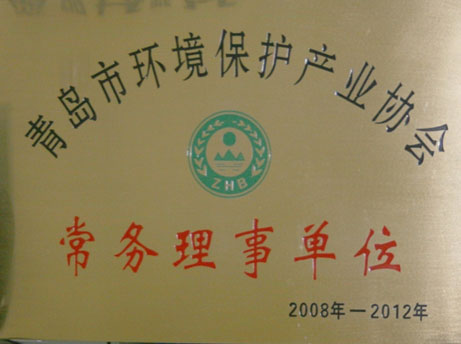 青岛市环境保护产业协会
ZHB
常务理事单位
2008年—2012年